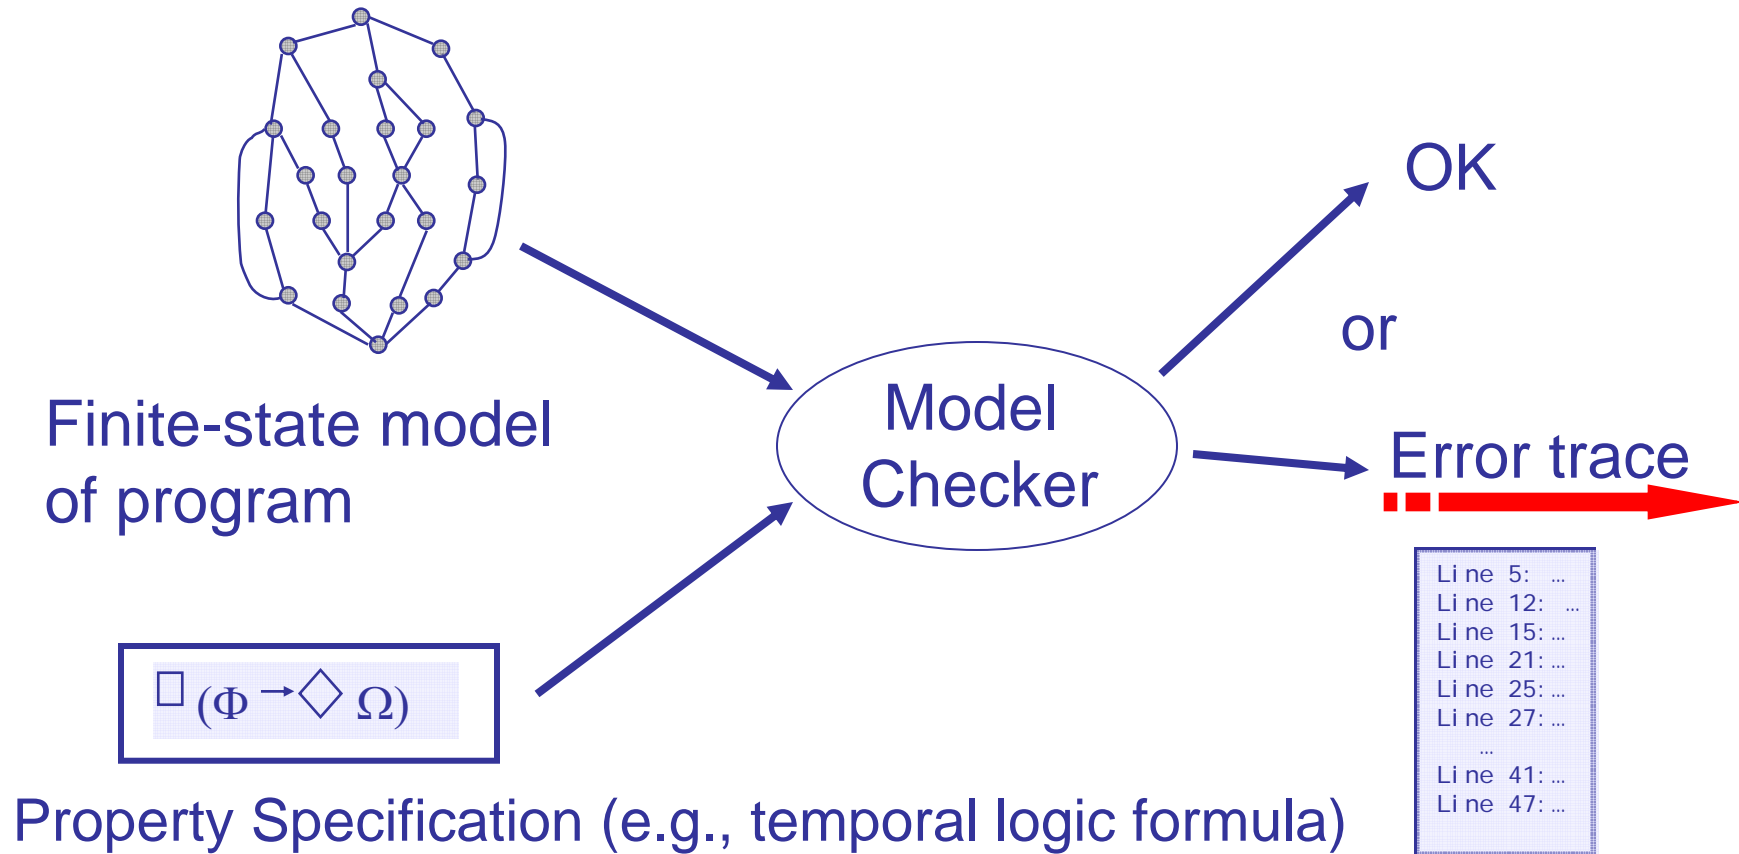 Finite-state model
of program
□ (Φ → ◇ Ω)
Property Specification (e.g., temporal logic formula)
Model
Checker
OK
or
Error trace
Line 5: …
Line 12: …
Line 15: …
Line 21: …
Line 25: …
Line 27: …
…
Line 41: …
Line 47: …